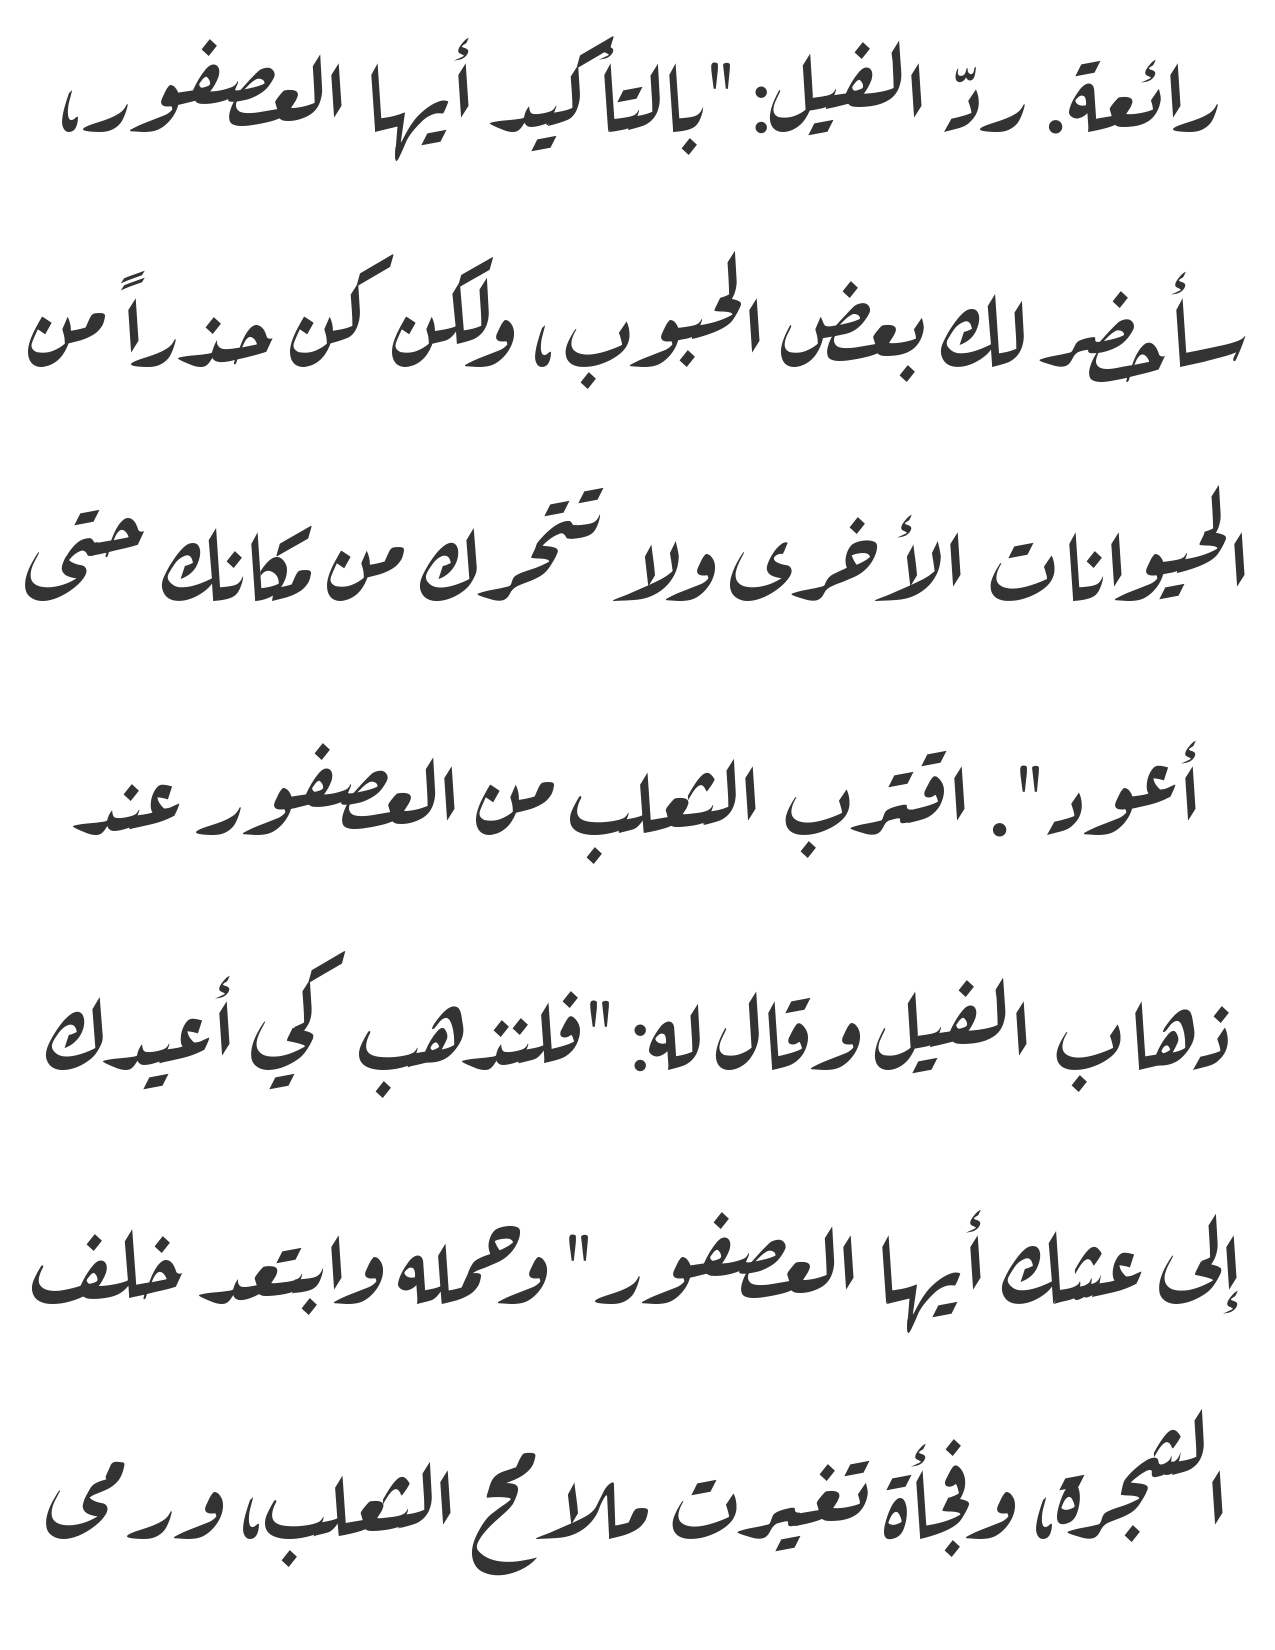 رائعة. ردّ الفيل: "بالتأكيد أيها العصفور،
سأحضر لك بعض الحبوب، ولكن كن حذراً من
الحيوانات الأخرى ولا تتحرك من مكانك حتى
أعود". اقترب الثعلب من العصفور عند
ذهاب الفيل وقال له: "فلنذهب كي أعيدك
إلى عشك أيها العصفور" وحمله وابتعد خلف
الشجرة، وفجأة تغيرت ملامح الثعلب، ورمى